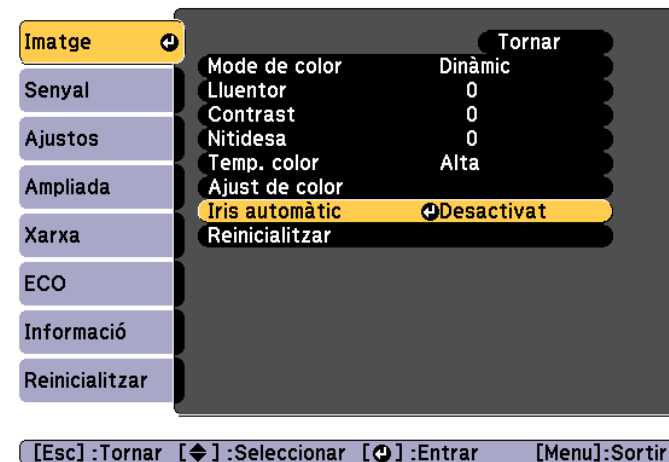 Imatge
Senyal
Ajustos
Ampliada
Xarxa
ECO
Informació
Reinicialitzar
Tornar
Mode de color Dinàmic
Lluentor 0
Contrast 0
Nitidesa 0
Temp. color Alta
Ajust de color
Iris automàtic Desactivat
Reinicialitzar
[Esc] :Tornar [ ] :Seleccionar [ ] :Entrar [Menu]:Sortir